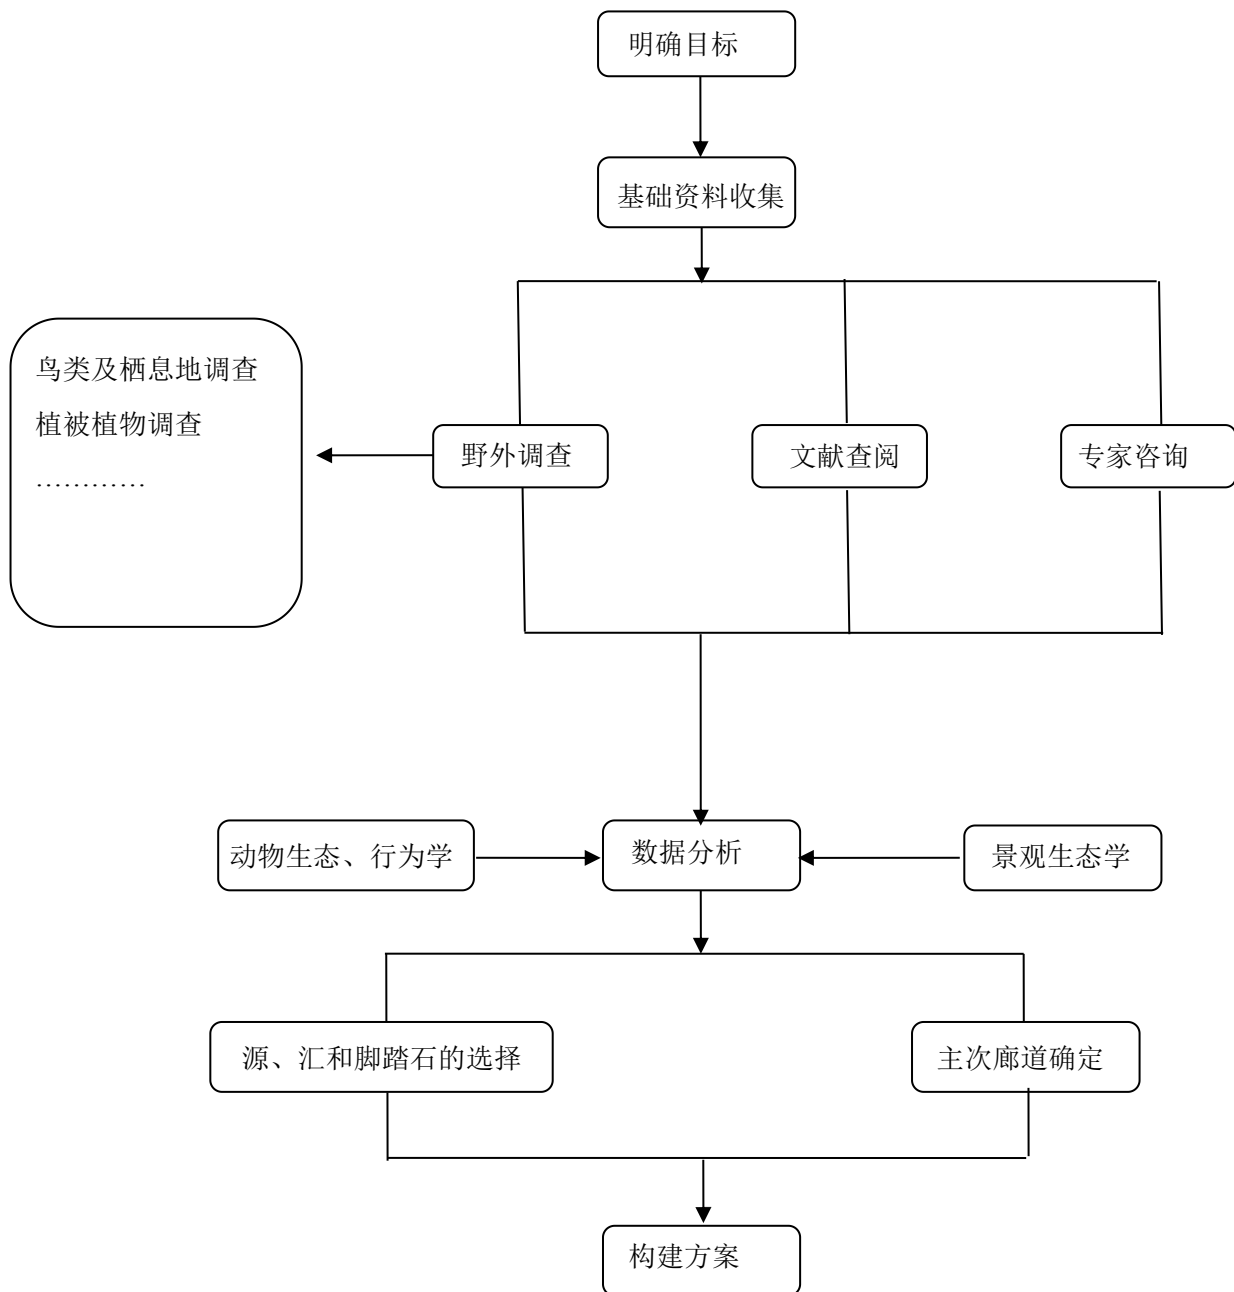 明确目标
基础资料收集
鸟类及栖息地调查
植被植物调查
…………
野外调查
文献查阅
专家咨询
动物生态、行为学
数据分析
景观生态学
源、汇和脚踏石的选择
主次廊道确定
构建方案